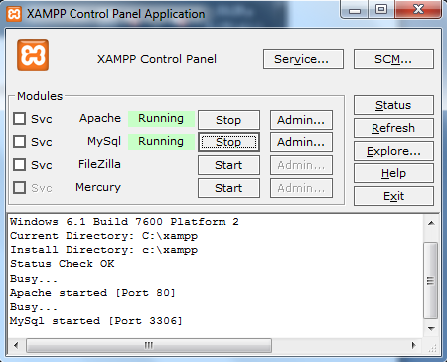 XAMPP Control Panel Application
XAMPP Control Panel
Service...
SCM...
Modules
Svc Apache Running Stop Admin...
Svc MySql Running Stop Admin...
Svc FileZilla Start Admin...
Svc Mercury Start Admin...
Status
Refresh
Explore...
Help
Exit
Windows 6.1 Build 7600 Platform 2
Current Directory: C:\xampp
Install Directory: c:\xampp
Status Check OK
Busy...
Apache started [Port 80]
Busy...
MySql started [Port 3306]